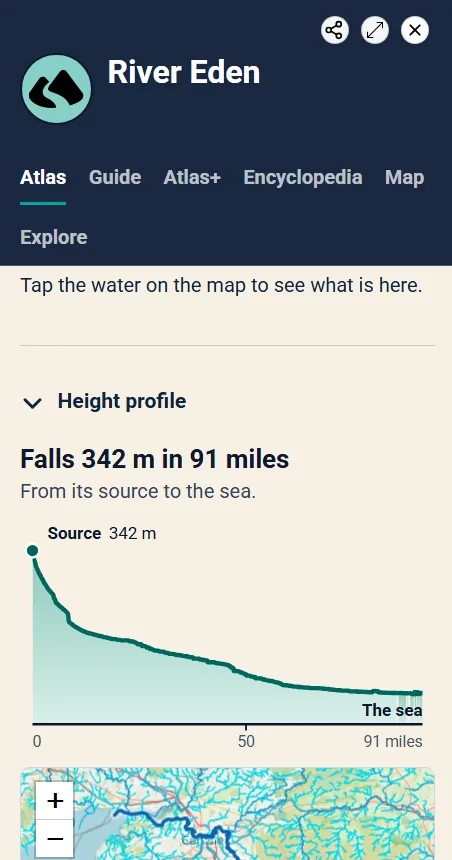 River Eden
Atlas Guide Atlas+ Encyclopedia Map
Explore
Tap the water on the map to see what is here.
Height profile
Falls 342 m in 91 miles
From its source to the sea.
Source 342 m
The sea
0 50 91 miles
+
−